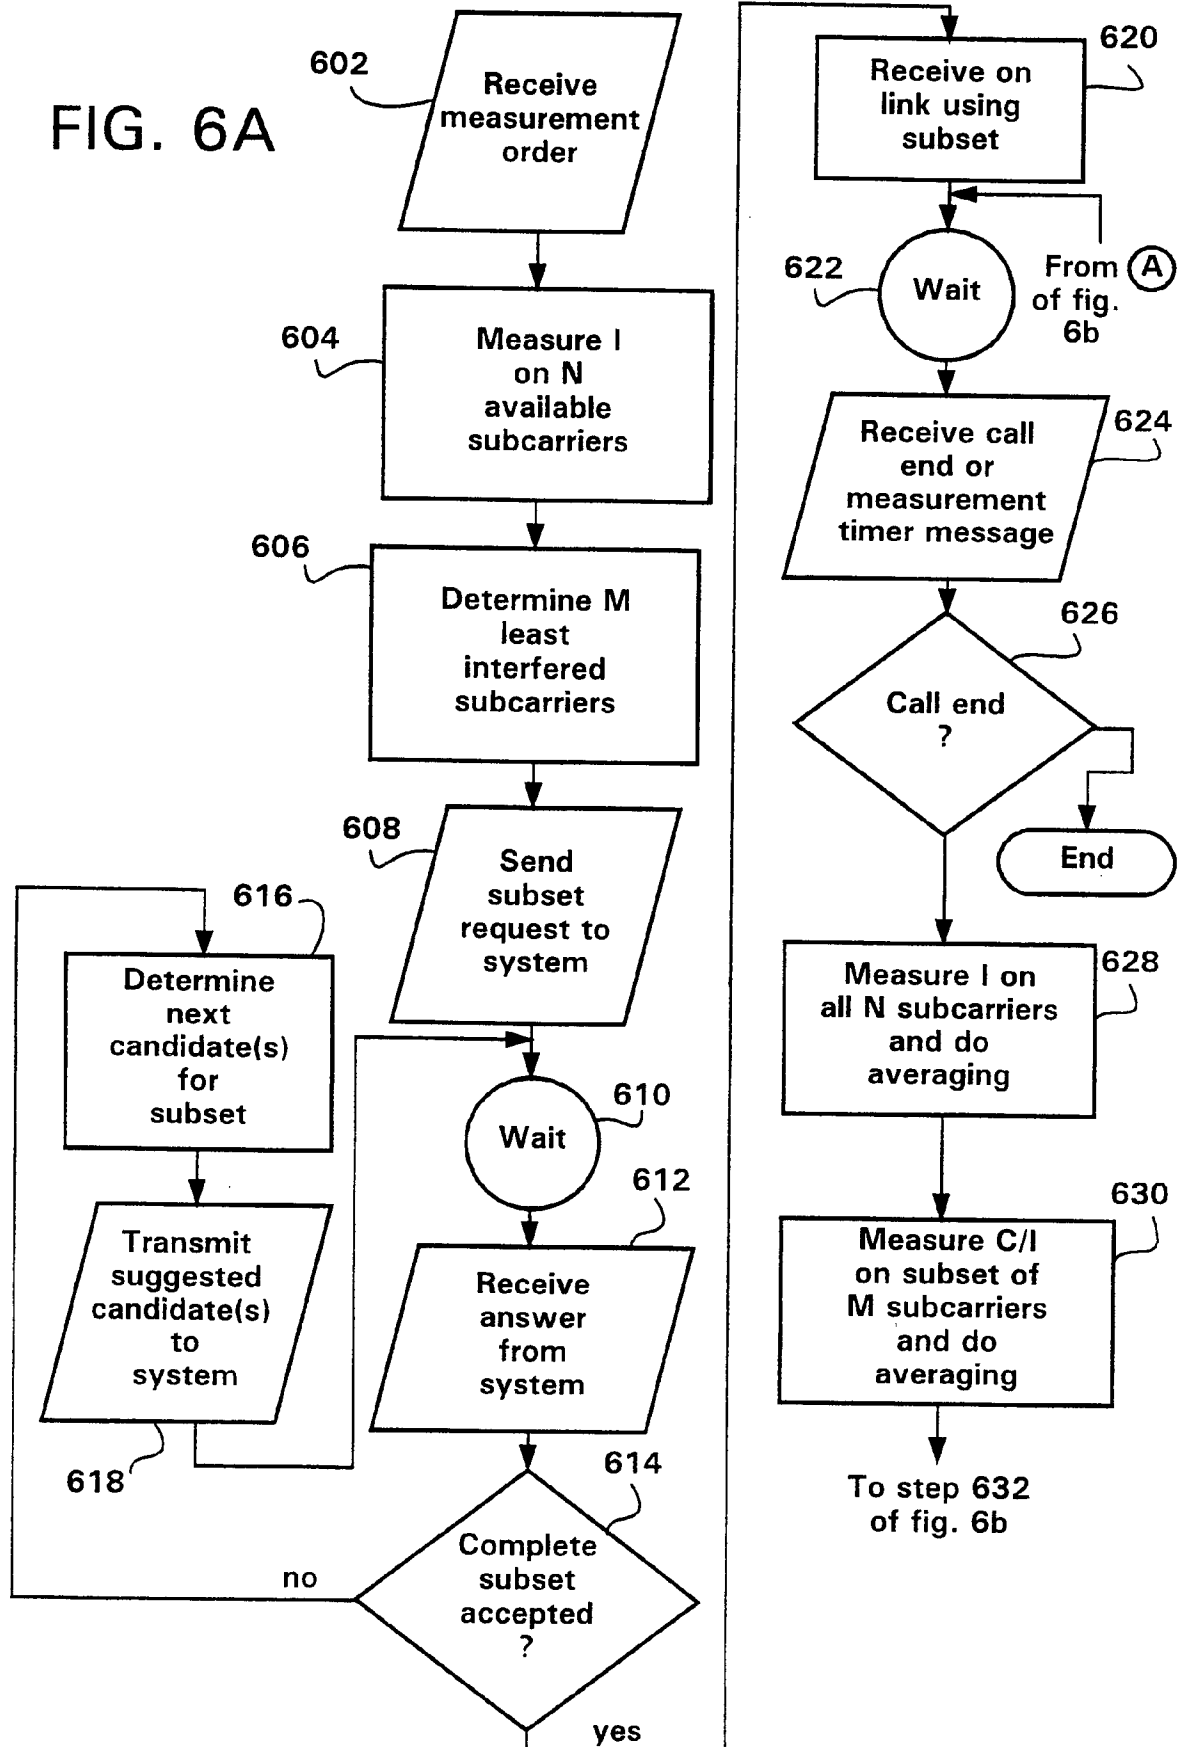 FIG. 6A
602
Receive
measurement
order
604
Measure I
on N
available
subcarriers
606
Determine M
least
interfered
subcarriers
608
Send
subset
request to
system
610
Wait
612
Receive
answer
from
system
614
Complete
subset
accepted
?
no
yes
616
Determine
next
candidate(s)
for
subset
618
Transmit
suggested
candidate(s)
to
system
620
Receive on
link using
subset
From A
of fig.
6b
622
Wait
624
Receive call
end or
measurement
timer message
626
Call end
?
End
628
Measure I on
all N subcarriers
and do
averaging
630
Measure C/I
on subset of
M subcarriers
and do
averaging
To step 632
of fig. 6b